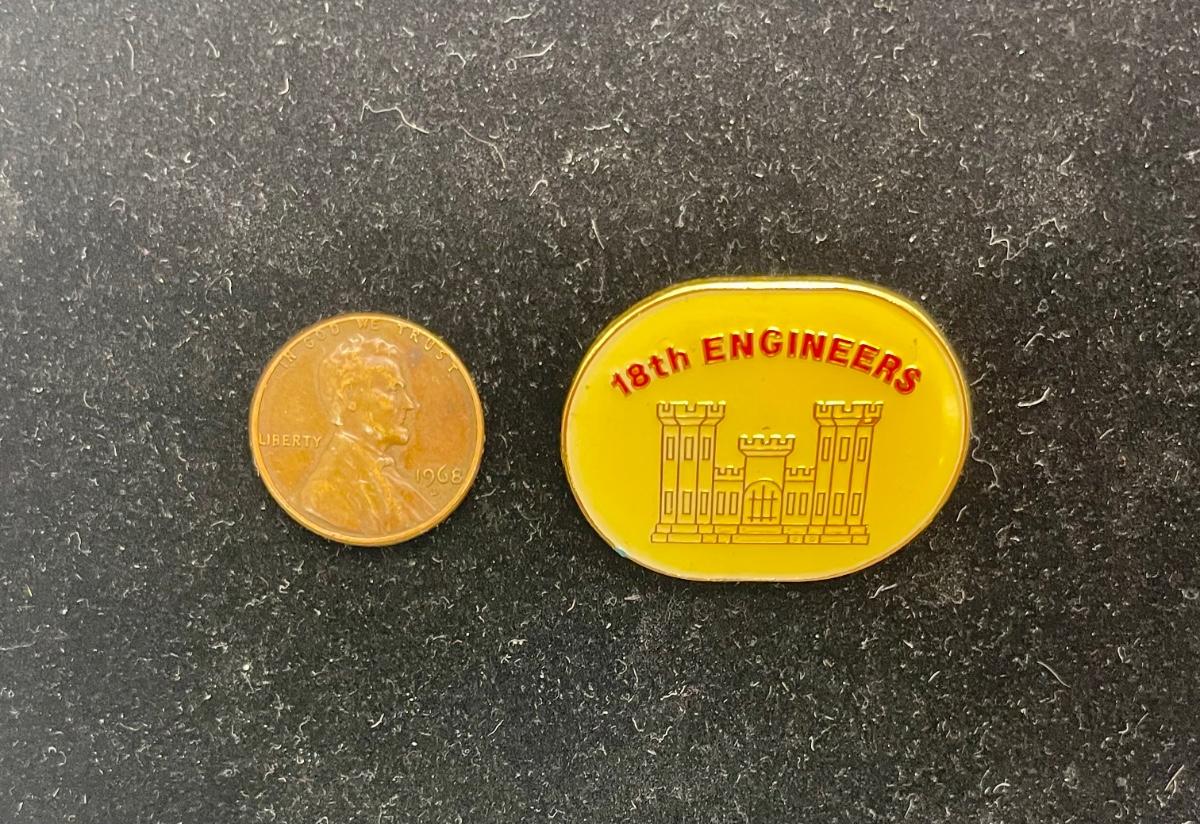 IN GOD WE TRUST
LIBERTY
1968
D
18th ENGINEERS